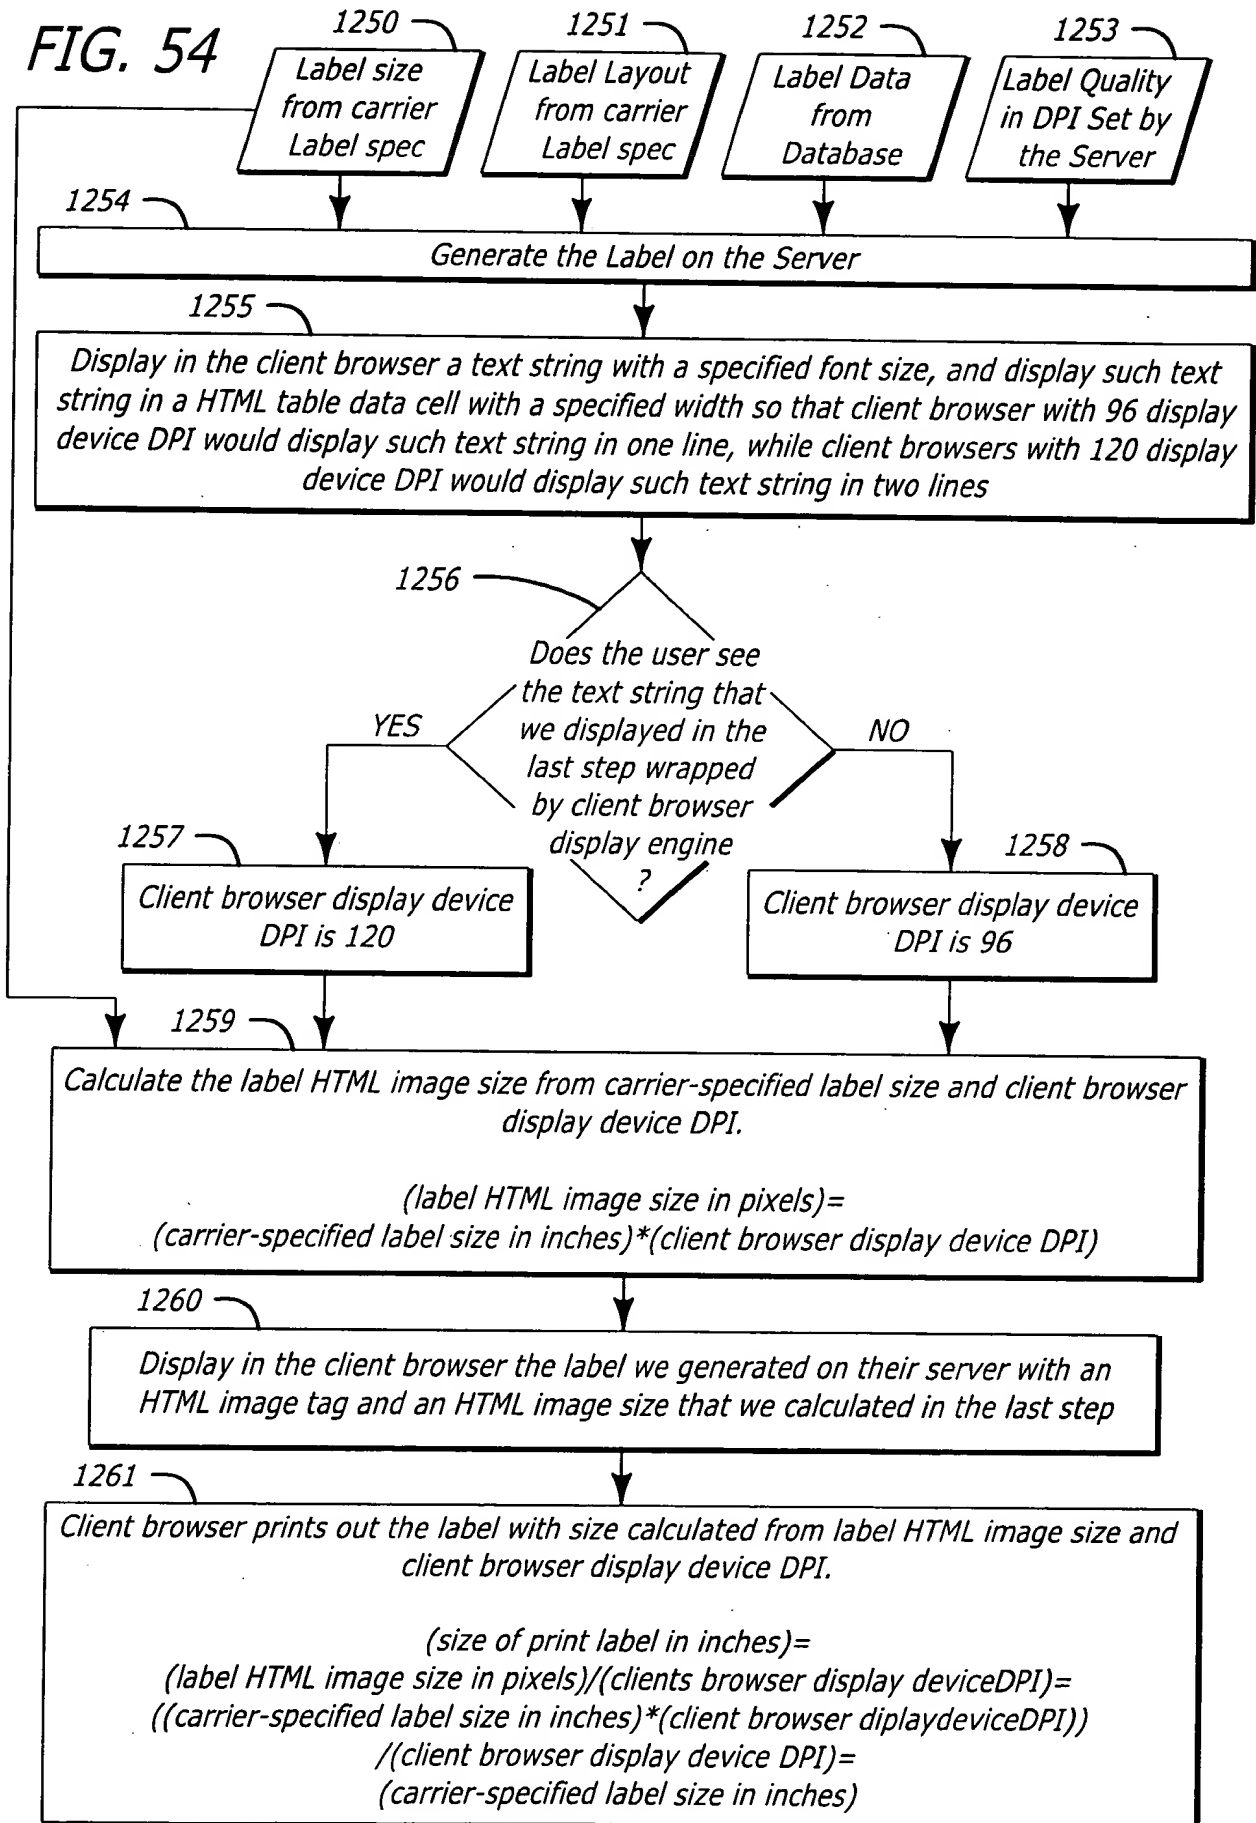 FIG. 54
1250
1251
1252
1253
Label size
from carrier
Label spec
Label Layout
from carrier
Label spec
Label Data
from
Database
Label Quality
in DPI Set by
the Server
1254
Generate the Label on the Server
1255
Display in the client browser a text string with a specified font size, and display such text
string in a HTML table data cell with a specified width so that client browser with 96 display
device DPI would display such text string in one line, while client browsers with 120 display
device DPI would display such text string in two lines
1256
Does the user see
the text string that
we displayed in the
last step wrapped
by client browser
display engine
?
YES
NO
1257
Client browser display device
DPI is 120
1258
Client browser display device
DPI is 96
1259
Calculate the label HTML image size from carrier-specified label size and client browser
display device DPI.
(label HTML image size in pixels)=
(carrier-specified label size in inches)*(client browser display device DPI)
1260
Display in the client browser the label we generated on their server with an
HTML image tag and an HTML image size that we calculated in the last step
1261
Client browser prints out the label with size calculated from label HTML image size and
client browser display device DPI.
(size of print label in inches)=
(label HTML image size in pixels)/(clients browser display deviceDPI)=
((carrier-specified label size in inches)*(client browser diplaydeviceDPI))
/(client browser display device DPI)=
(carrier-specified label size in inches)